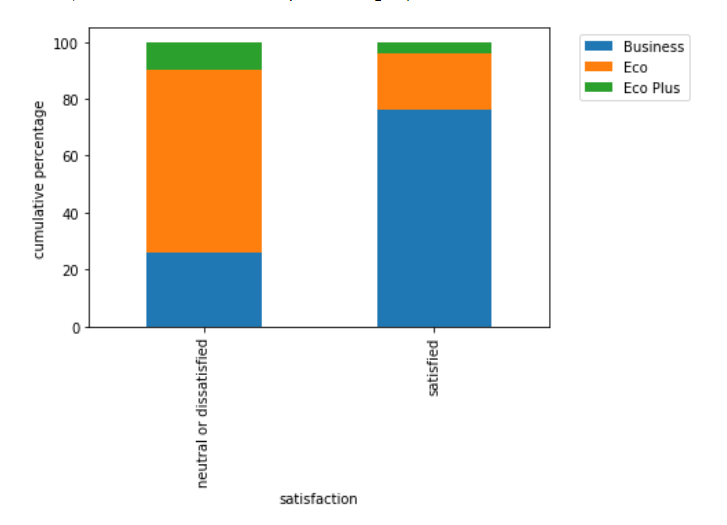 100
80
60
40
20
0
cumulative percentage
neutral or dissatisfied
satisfied
satisfaction
Business
Eco
Eco Plus